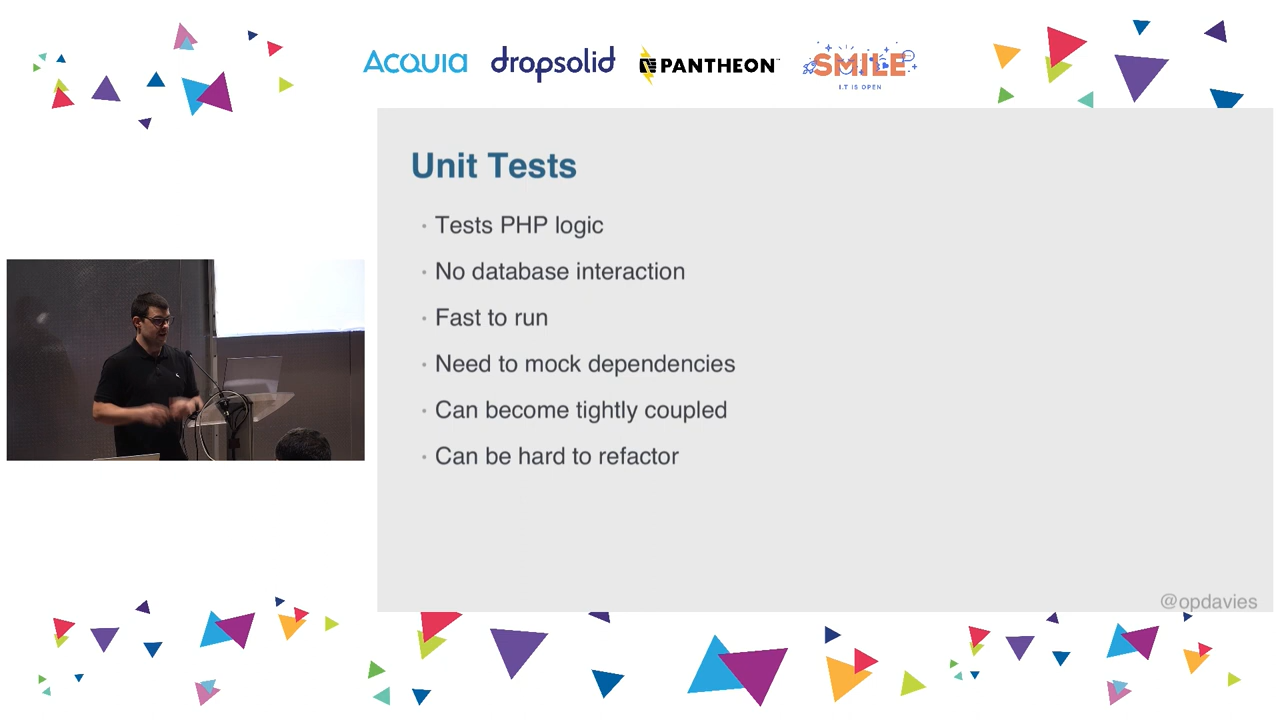 ACQUIA dropsolid PANTHEON SMILE
I.T IS OPEN
Unit Tests
· Tests PHP logic
· No database interaction
· Fast to run
· Need to mock dependencies
· Can become tightly coupled
· Can be hard to refactor
@opdavies